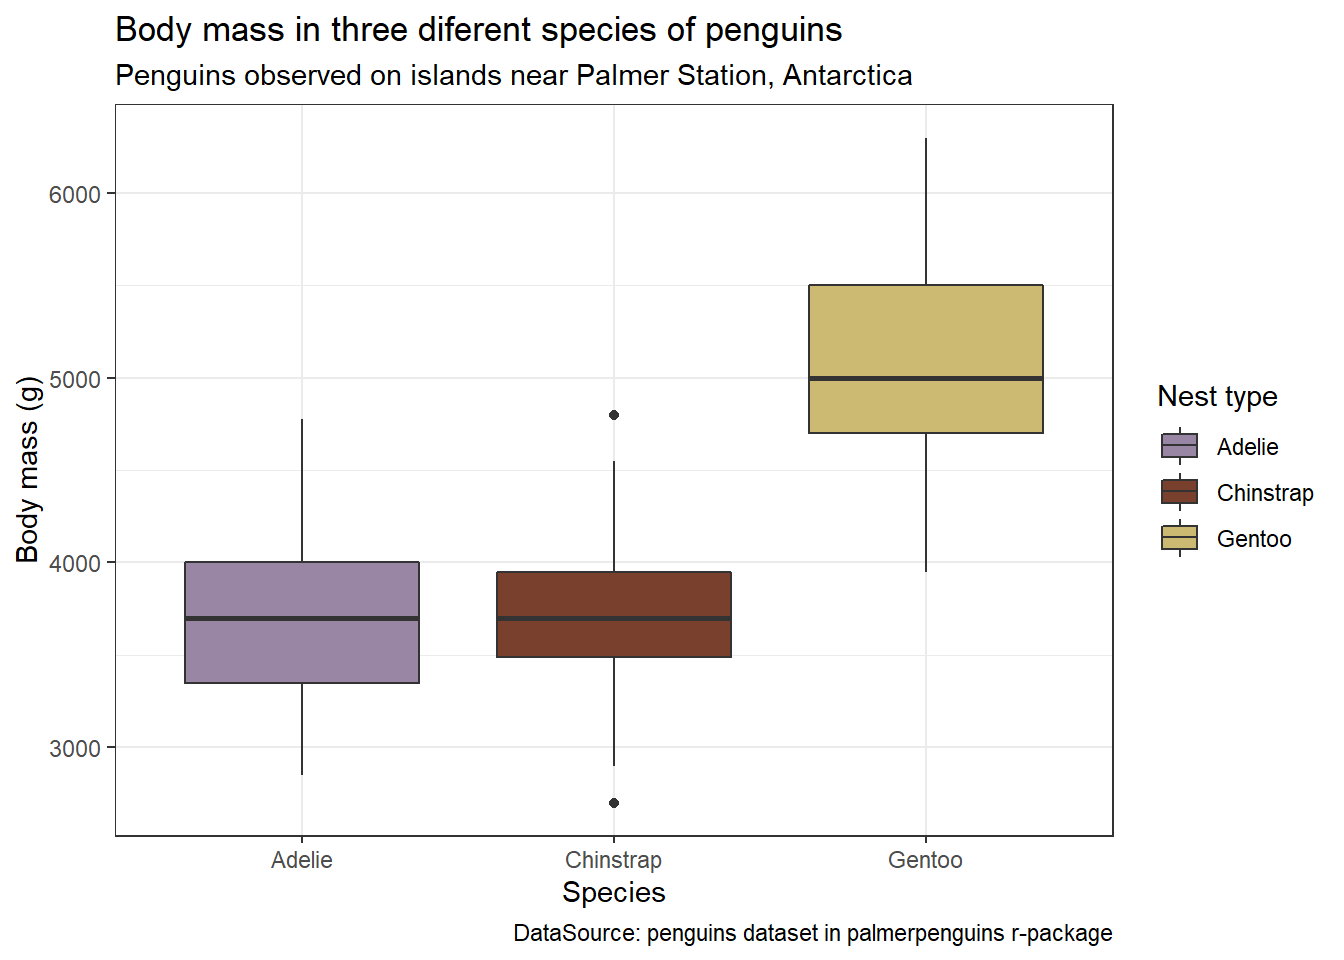 Body mass in three diferent species of penguins
Penguins observed on islands near Palmer Station, Antarctica
Body mass (g)
6000
5000
4000
3000
Adelie Chinstrap Gentoo
Species
DataSource: penguins dataset in palmerpenguins r-package
Nest type
Adelie
Chinstrap
Gentoo